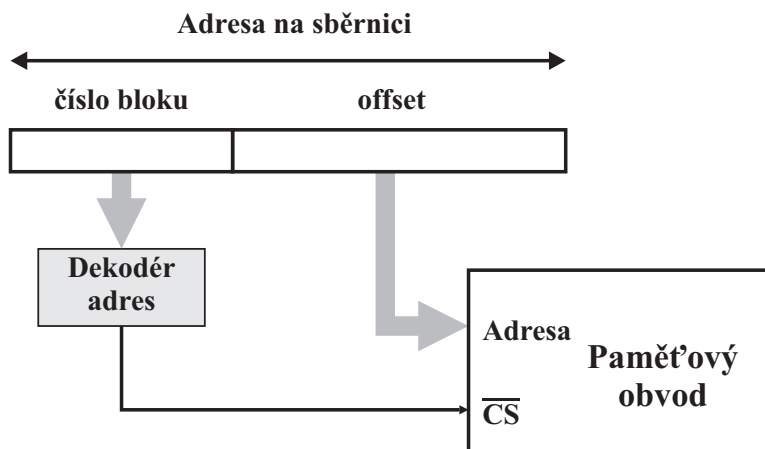 Adresa na sběrnici
číslo bloku
offset
Dekodér
adres
Adresa
Paměťový
obvod
CS